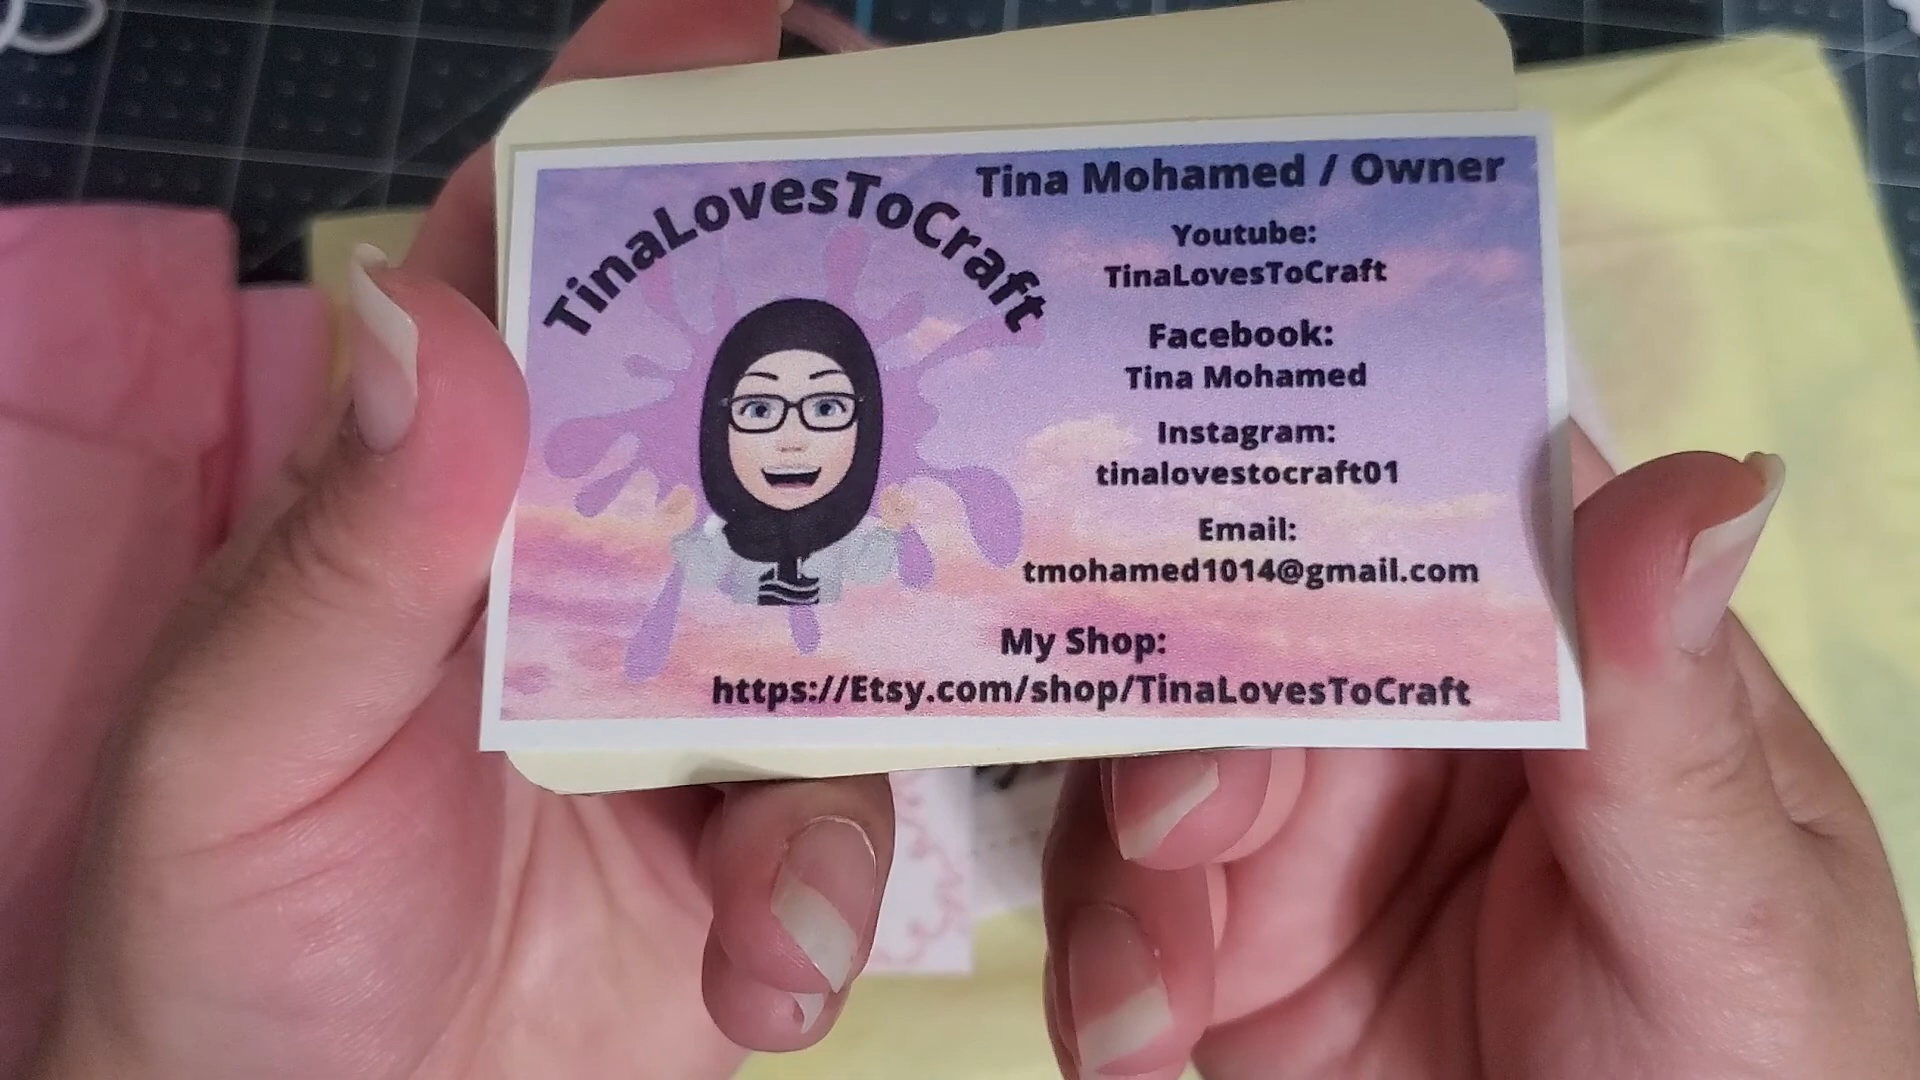 TinaLovesToCraft
Tina Mohamed / Owner
Youtube:
TinaLovesToCraft
Facebook:
Tina Mohamed
Instagram:
tinalovestocraft01
Email:
tmohamed1014@gmail.com
My Shop:
https://Etsy.com/shop/TinaLovesToCraft